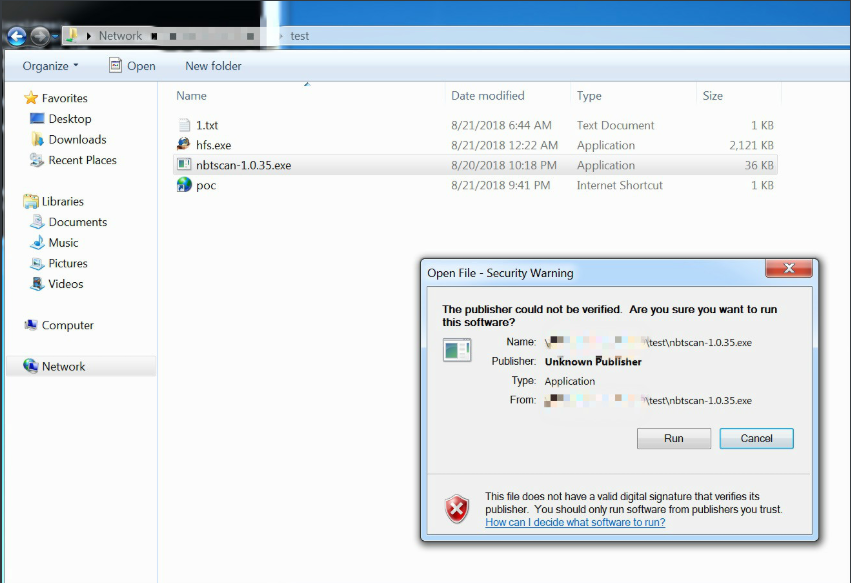 Network test
Organize Open New folder
Favorites
Desktop
Downloads
Recent Places
Libraries
Documents
Music
Pictures
Videos
Computer
Network
Name Date modified Type Size
1.txt 8/21/2018 6:44 AM Text Document 1 KB
hfs.exe 8/21/2018 12:22 AM Application 2,121 KB
nbtscan-1.0.35.exe 8/20/2018 10:18 PM Application 36 KB
poc 8/21/2018 9:41 PM Internet Shortcut 1 KB
Open File - Security Warning
The publisher could not be verified. Are you sure you want to run
this software?
Name: \test\nbtscan-1.0.35.exe
Publisher: Unknown Publisher
Type: Application
From: \test\nbtscan-1.0.35.exe
Run Cancel
This file does not have a valid digital signature that verifies its
publisher. You should only run software from publishers you trust.
How can I decide what software to run?